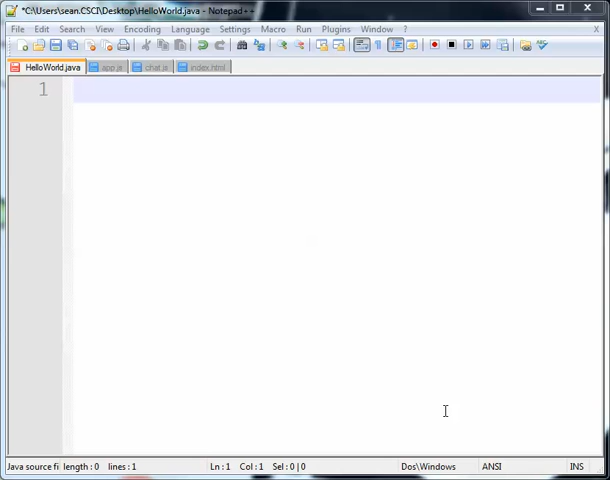 *C:\Users\sean.CSCI\Desktop\HelloWorld.java - Notepad++
File Edit Search View Encoding Language Settings Macro Run Plugins Window ? X
HelloWorld.java app.js chat.js index.html
1
Java source fi length : 0 lines : 1 Ln : 1 Col : 1 Sel : 0 | 0 Dos\Windows ANSI INS